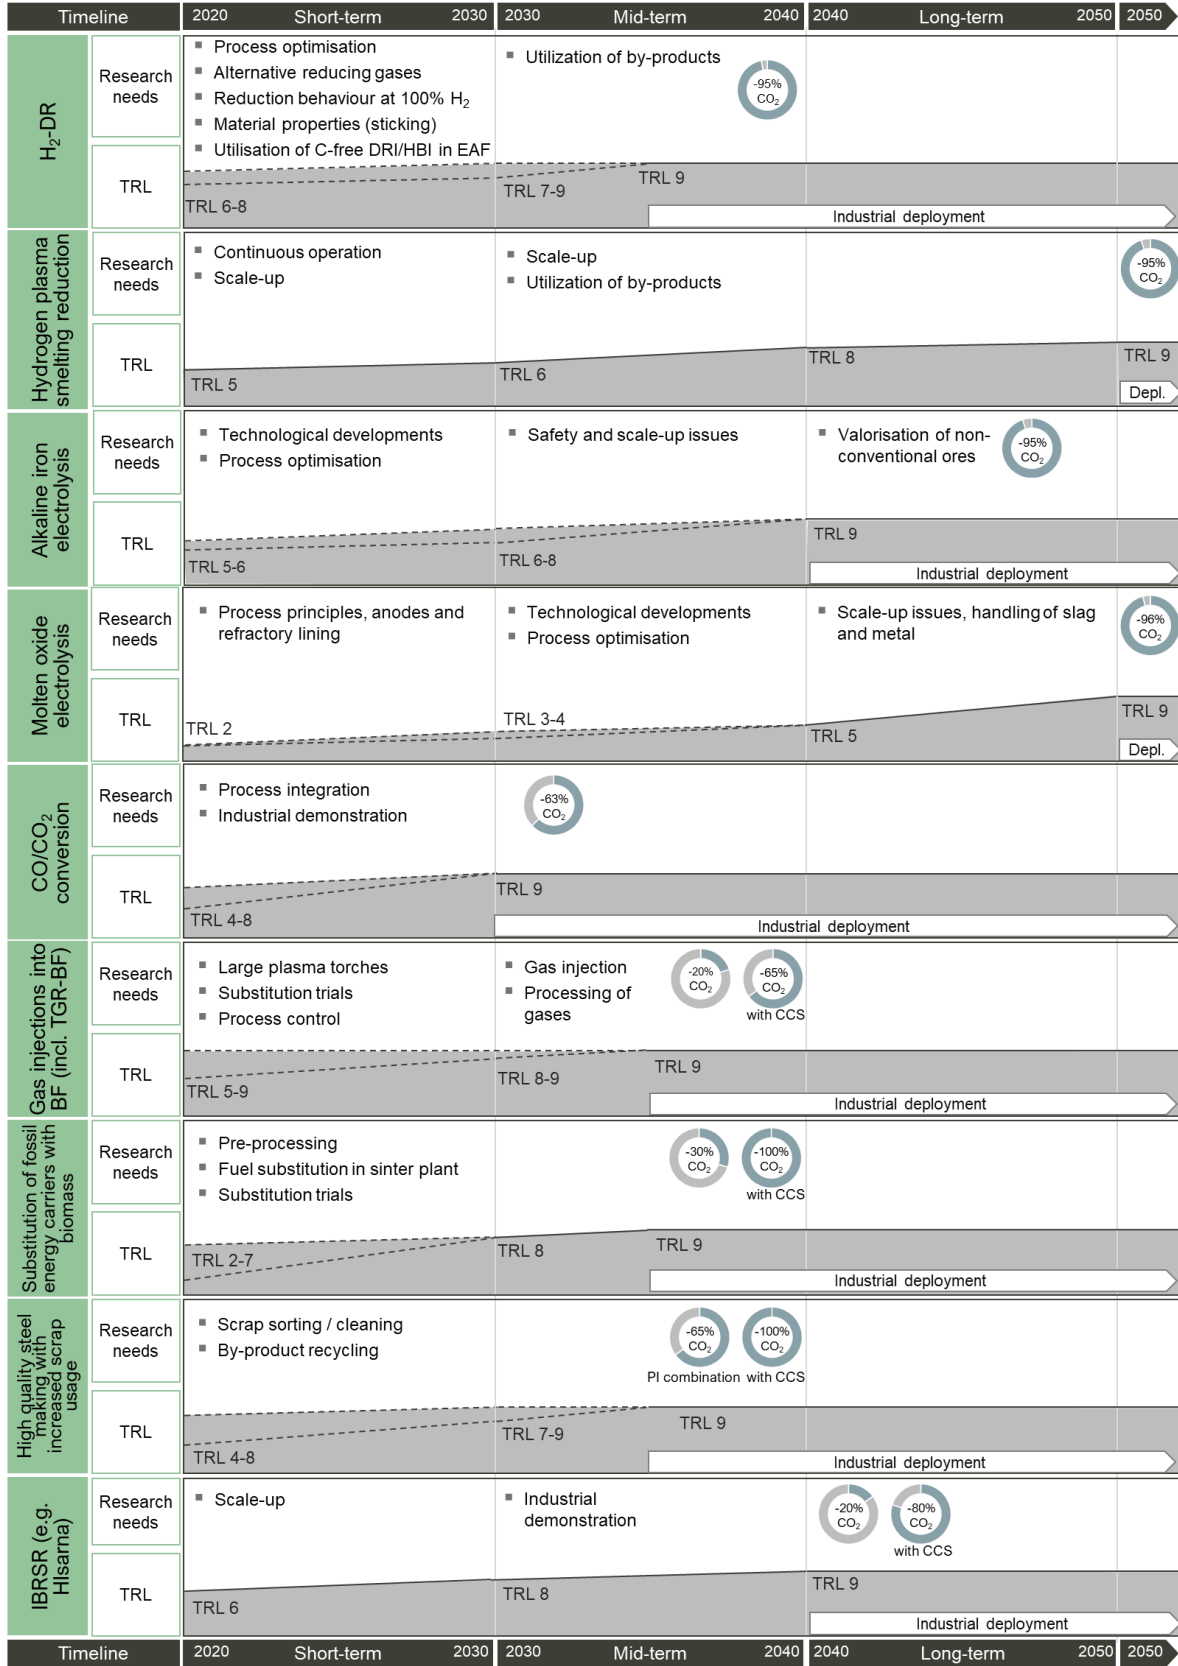 Timeline 2020 Short-term 2030 2030 Mid-term 2040 2040 Long-term 2050 2050
H₂-DR
Research
needs
■ Process optimisation
■ Alternative reducing gases
■ Reduction behaviour at 100% H₂
■ Material properties (sticking)
■ Utilisation of C-free DRI/HBI in EAF
■ Utilization of by-products
-95%
CO₂
TRL
TRL 6-8
TRL 7-9
TRL 9
Industrial deployment
Hydrogen plasma
smelting reduction
Research
needs
■ Continuous operation
■ Scale-up
■ Scale-up
■ Utilization of by-products
-95%
CO₂
TRL
TRL 5
TRL 6
TRL 8
TRL 9
Depl.
Alkaline iron
electrolysis
Research
needs
■ Technological developments
■ Process optimisation
■ Safety and scale-up issues
■ Valorisation of non-
conventional ores
-95%
CO₂
TRL
TRL 5-6
TRL 6-8
TRL 9
Industrial deployment
Molten oxide
electrolysis
Research
needs
■ Process principles, anodes and
refractory lining
■ Technological developments
■ Process optimisation
■ Scale-up issues, handling of slag
and metal
-96%
CO₂
TRL
TRL 2
TRL 3-4
TRL 5
TRL 9
Depl.
CO/CO₂
conversion
Research
needs
■ Process integration
■ Industrial demonstration
-63%
CO₂
TRL
TRL 4-8
TRL 9
Industrial deployment
Gas injections into
BF (incl. TGR-BF)
Research
needs
■ Large plasma torches
■ Substitution trials
■ Process control
■ Gas injection
■ Processing of
gases
-20%
CO₂
-65%
CO₂
with CCS
TRL
TRL 5-9
TRL 8-9
TRL 9
Industrial deployment
Substitution of fossil
energy carriers with
biomass
Research
needs
■ Pre-processing
■ Fuel substitution in sinter plant
■ Substitution trials
-30%
CO₂
-100%
CO₂
with CCS
TRL
TRL 2-7
TRL 8
TRL 9
Industrial deployment
High quality steel
making with
increased scrap
usage
Research
needs
■ Scrap sorting / cleaning
■ By-product recycling
-65%
CO₂
PI combination
-100%
CO₂
with CCS
TRL
TRL 4-8
TRL 7-9
TRL 9
Industrial deployment
IBRSR (e.g.
HIsarna)
Research
needs
■ Scale-up
■ Industrial
demonstration
-20%
CO₂
-80%
CO₂
with CCS
TRL
TRL 6
TRL 8
TRL 9
Industrial deployment
Timeline 2020 Short-term 2030 2030 Mid-term 2040 2040 Long-term 2050 2050